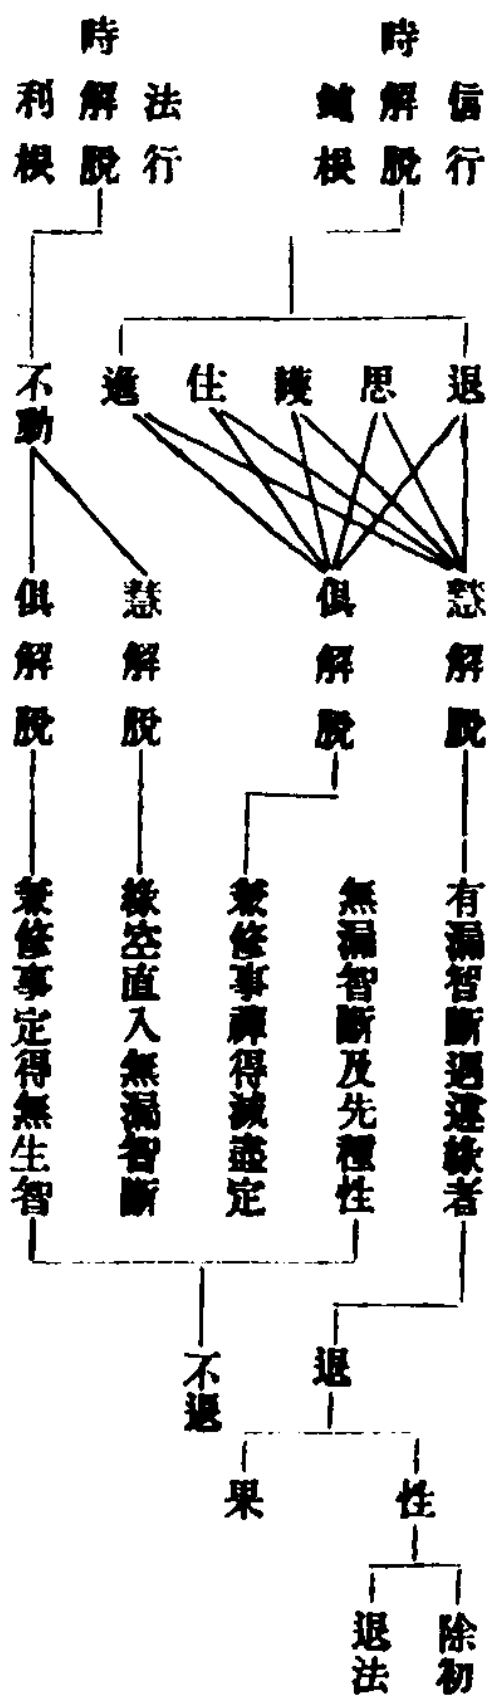 信行
時解脫
鈍根
法行
時解脫
利根
退
思
護
住
進
不動
慧解脫
俱解脫
慧解脫
俱解脫
有漏智斷遇違緣者
無漏智斷及先種性
兼修事禪得滅盡定
緣空直入無漏智斷
兼修事定得無生智
退
不退
性
果
除初
退法